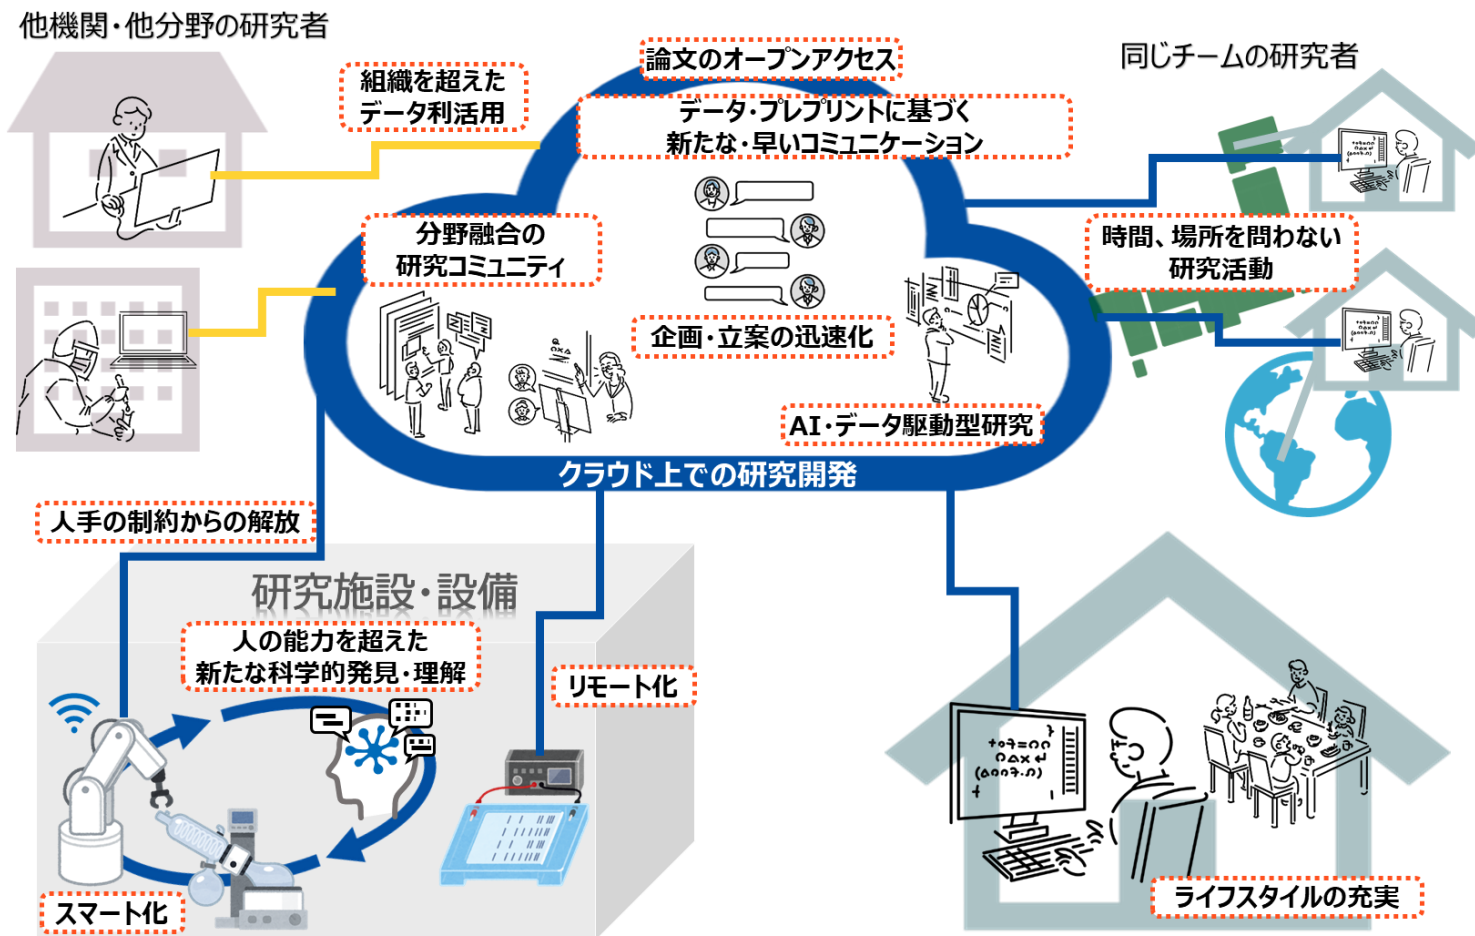 他機関・他分野の研究者
組織を超えた
データ利活用
論文のオープンアクセス
データ・プレプリントに基づく
新たな・早いコミュニケーション
同じチームの研究者
分野融合の
研究コミュニティ
時間、場所を問わない
研究活動
企画・立案の迅速化
AI・データ駆動型研究
クラウド上での研究開発
人手の制約からの解放
研究施設・設備
人の能力を超えた
新たな科学的発見・理解
リモート化
スマート化
ライフスタイルの充実